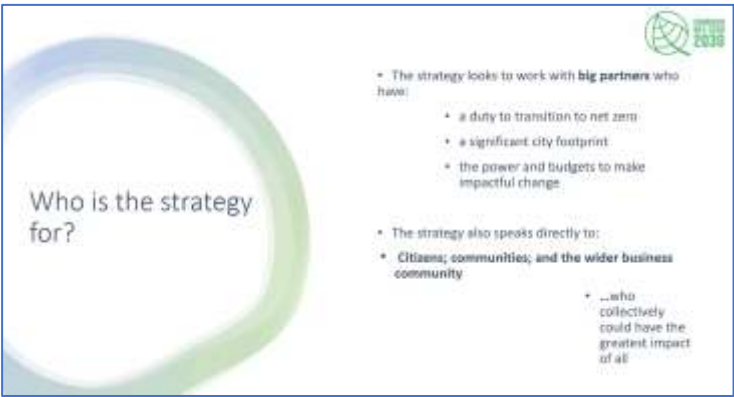 2030
Who is the strategy
for?
• The strategy looks to work with big partners who
have:
• a duty to transition to net zero
• a significant city footprint
• the power and budgets to make
impactful change
• The strategy also speaks directly to:
• Citizens; communities; and the wider business
community
• …who
collectively
could have the
greatest impact
of all